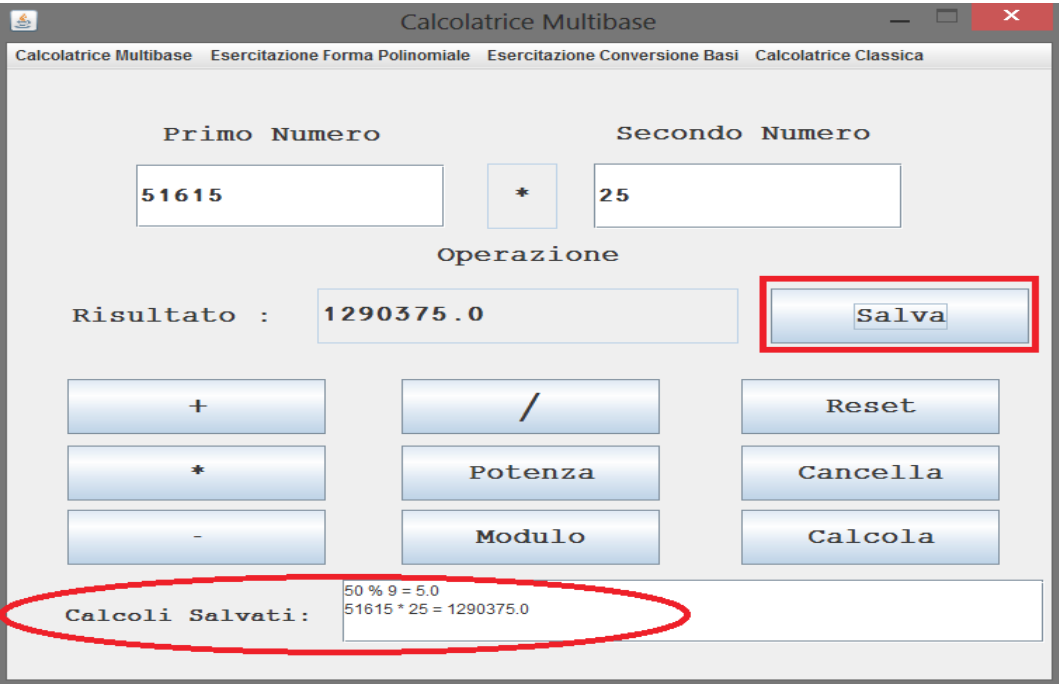 Calcolatrice Multibase
Calcolatrice Multibase Esercitazione Forma Polinomiale Esercitazione Conversione Basi Calcolatrice Classica
Primo Numero Secondo Numero
51615 * 25
Operazione
Risultato : 1290375.0 Salva
+ / Reset
* Potenza Cancella
- Modulo Calcola
50 % 9 = 5.0
Calcoli Salvati: 51615 * 25 = 1290375.0